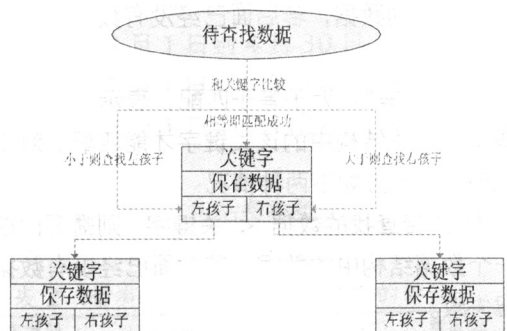 待查找数据
和关键字比较
相等即匹配成功
小于则查找左孩子
大于则查找右孩子
关键字
保存数据
左孩子 右孩子
关键字 关键字
保存数据 保存数据
左孩子 右孩子 左孩子 右孩子